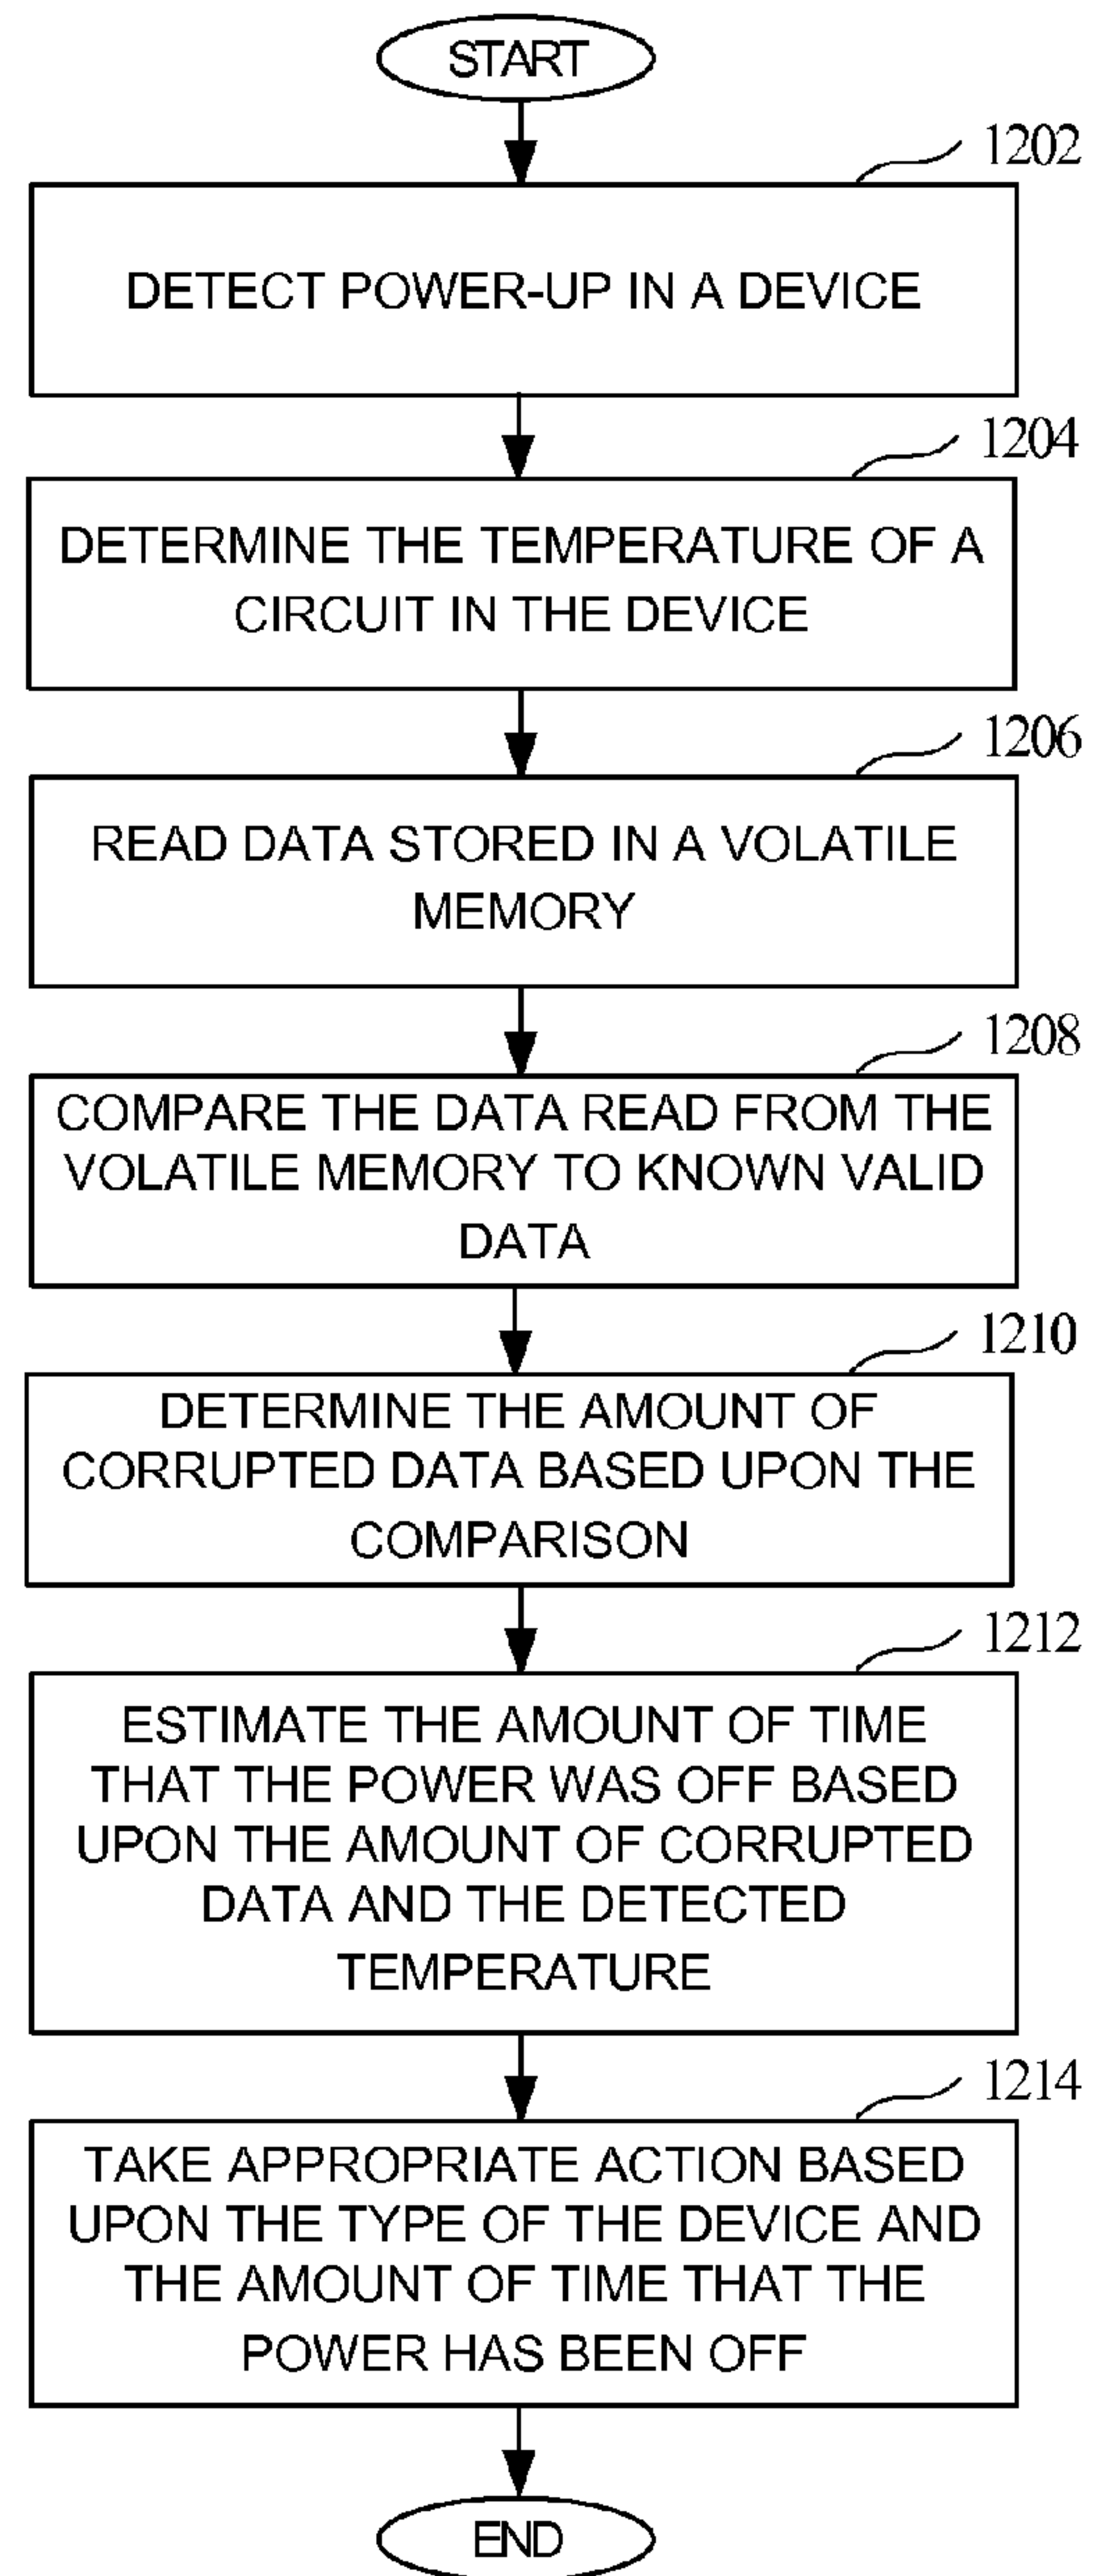 START
1202
DETECT POWER-UP IN A DEVICE
1204
DETERMINE THE TEMPERATURE OF A
CIRCUIT IN THE DEVICE
1206
READ DATA STORED IN A VOLATILE
MEMORY
1208
COMPARE THE DATA READ FROM THE
VOLATILE MEMORY TO KNOWN VALID
DATA
1210
DETERMINE THE AMOUNT OF
CORRUPTED DATA BASED UPON THE
COMPARISON
1212
ESTIMATE THE AMOUNT OF TIME
THAT THE POWER WAS OFF BASED
UPON THE AMOUNT OF CORRUPTED
DATA AND THE DETECTED
TEMPERATURE
1214
TAKE APPROPRIATE ACTION BASED
UPON THE TYPE OF THE DEVICE AND
THE AMOUNT OF TIME THAT THE
POWER HAS BEEN OFF
END